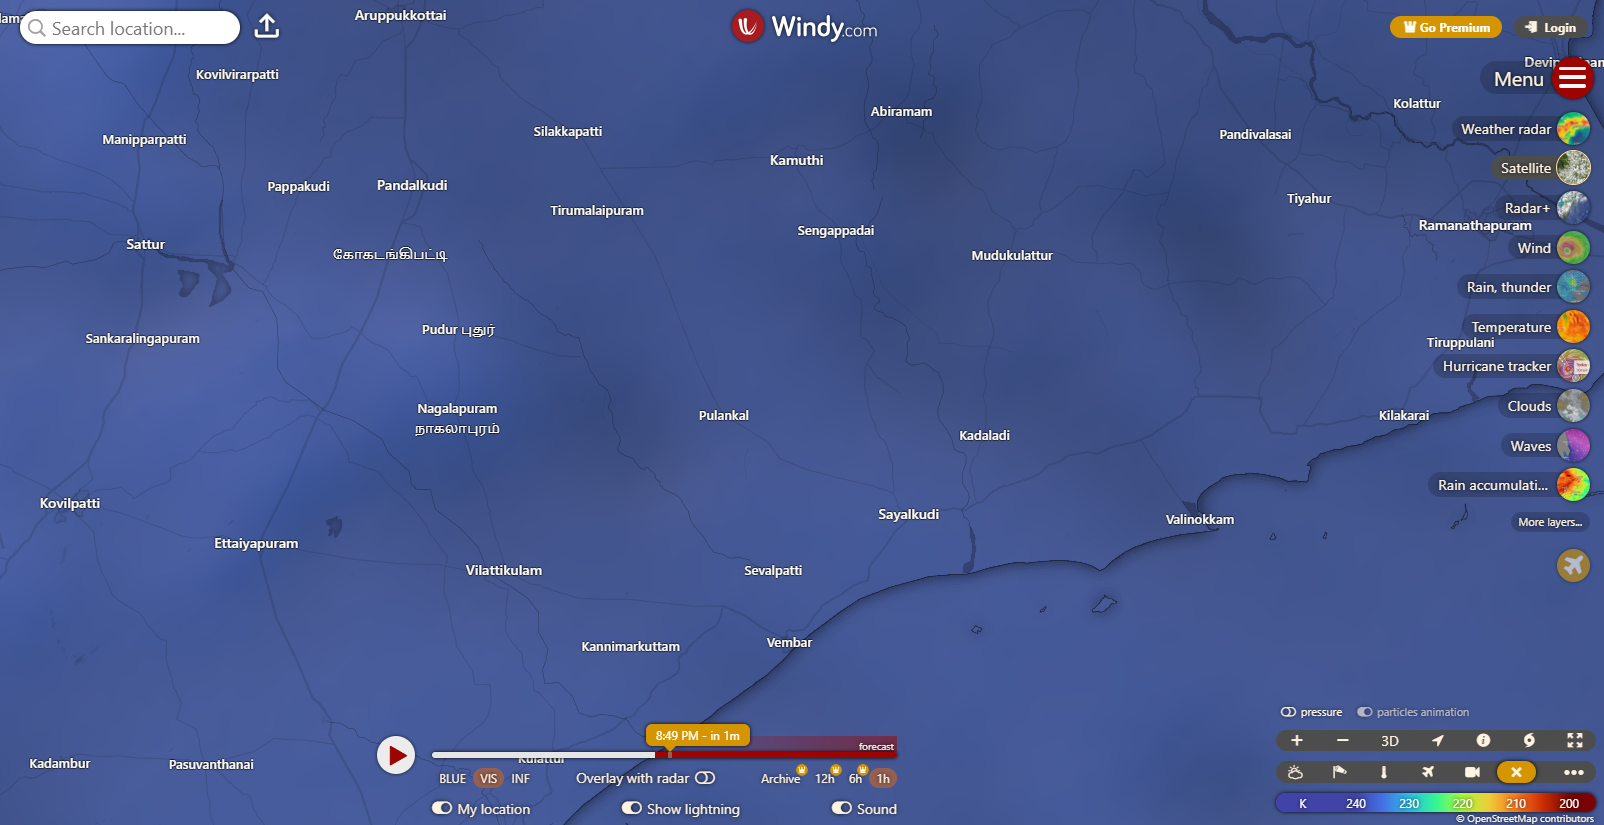 Aruppukkottai
Search location...
Windy.com
Go Premium
Login
Kovilvirarpatti
Menu
Kolattur
Abiramam
Silakkapatti
Pandivalasai
Weather radar
Manipparpatti
Kamuthi
Satellite
Pappakudi
Pandalkudi
Tiyahur
Tirumalaipuram
Radar+
Ramanathapuram
Sengappadai
Sattur
Wind
கோகடங்கிபட்டி
Mudukulattur
Rain, thunder
Pudur புதூர்
Temperature
Sankaralingapuram
Tiruppulani
Hurricane tracker
Nagalapuram
நாகலாபுரம்
Clouds
Pulankal
Kilakarai
Kadaladi
Waves
Rain accumulati...
Kovilpatti
Sayalkudi
Valinokkam
More layers...
Ettaiyapuram
Vilattikulam
Sevalpatti
Kannimarkuttam
Vembar
pressure
particles animation
8:49 PM - in 1m
forecast
3D
Kadambur
Pasuvanthanai
BLUE VIS INF
Overlay with radar
Archive 12h 6h 1h
My location
Show lightning
Sound
K 240 230 220 210 200
© OpenStreetMap contributors